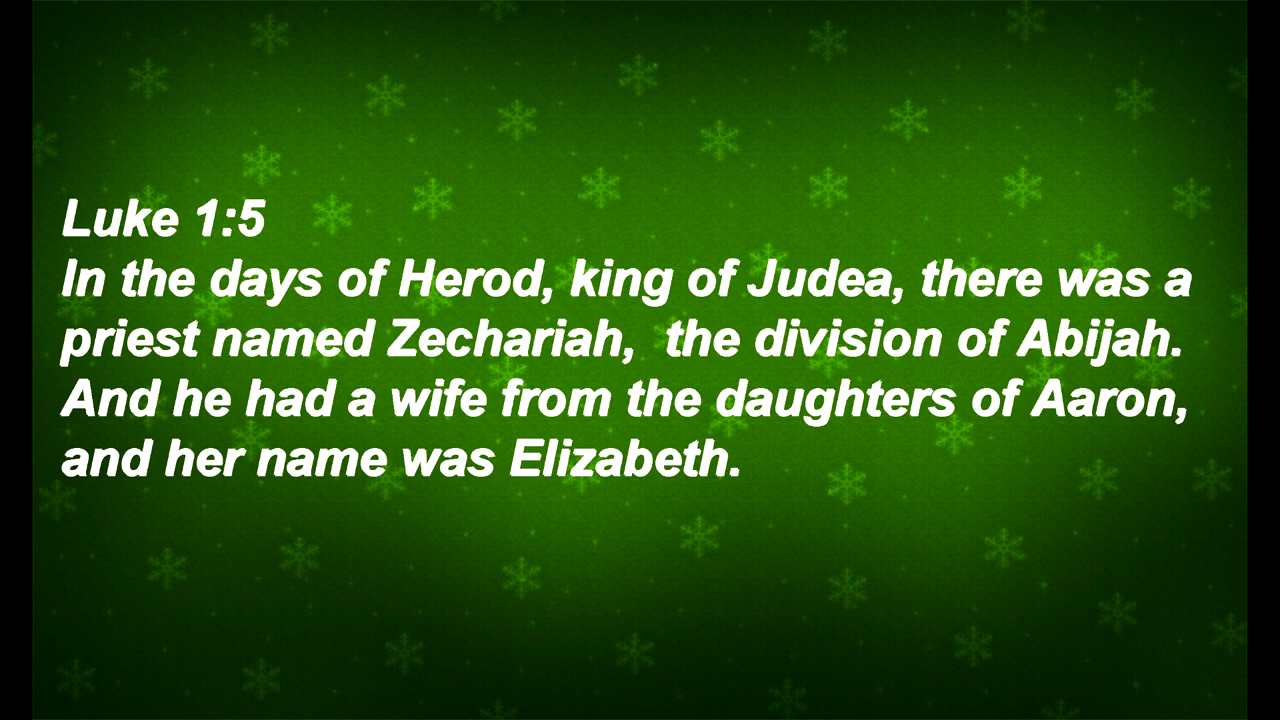 Luke 1:5
In the days of Herod, king of Judea, there was a
priest named Zechariah,  the division of Abijah.
And he had a wife from the daughters of Aaron,
and her name was Elizabeth.